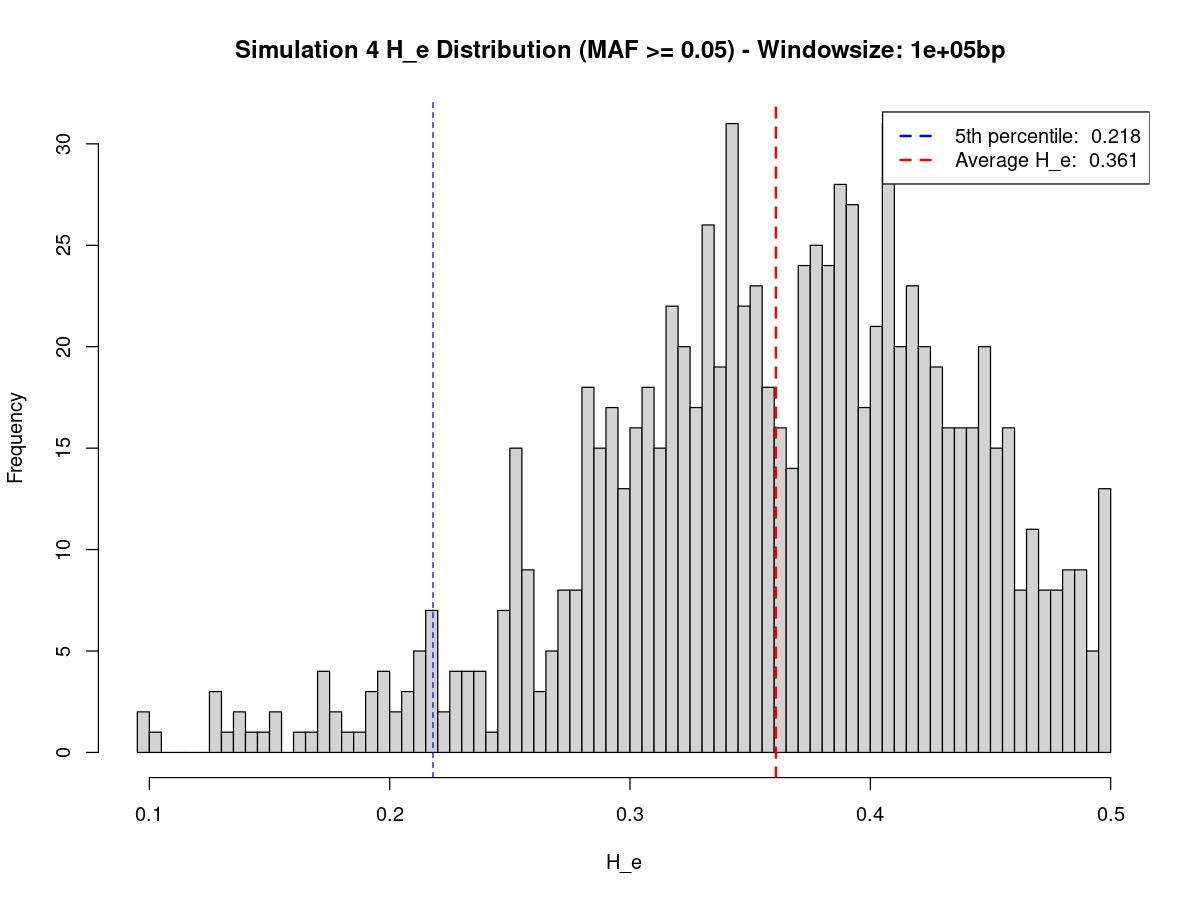 Simulation 4 H_e Distribution (MAF >= 0.05) - Windowsize: 1e+05bp
5th percentile: 0.218
Average H_e: 0.361
Frequency
30
25
20
15
10
5
0
0.1 0.2 0.3 0.4 0.5
H_e